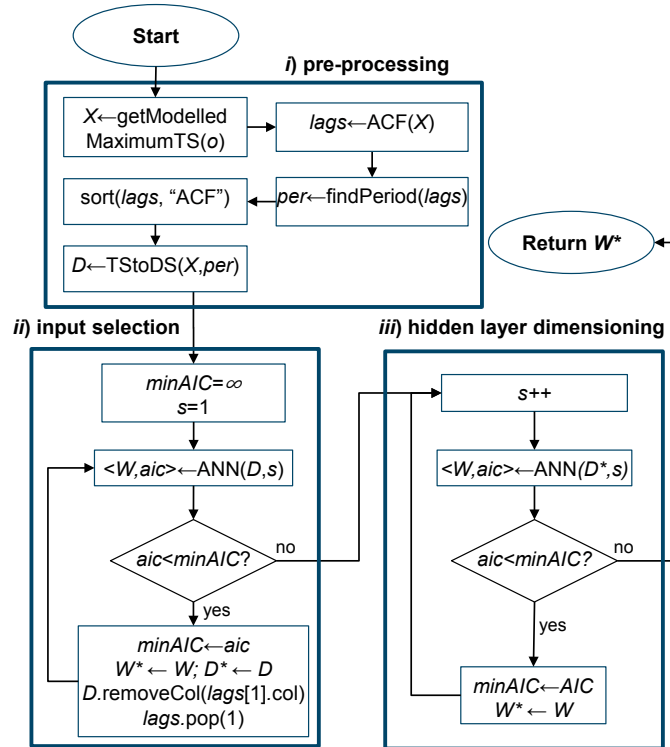 Start
i) pre-processing
X←getModelled
MaximumTS(o)
lags←ACF(X)
per←findPeriod(lags)
sort(lags, “ACF”)
D←TStoDS(X,per)
Return W*
ii) input selection
minAIC=∞
s=1
<W,aic>←ANN(D,s)
aic<minAIC?
no
yes
minAIC←aic
W* ← W; D* ← D
D.removeCol(lags[1].col)
lags.pop(1)
iii) hidden layer dimensioning
s++
<W,aic>←ANN(D*,s)
aic<minAIC?
no
yes
minAIC←AIC
W* ← W